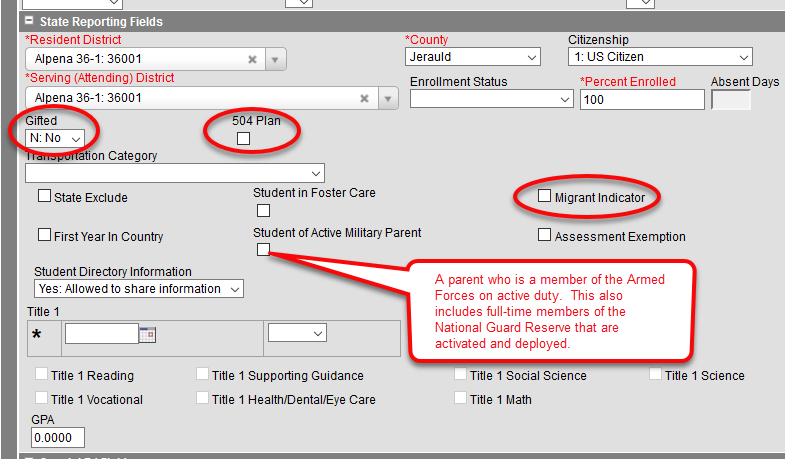 State Reporting Fields
*Resident District
*County
Citizenship
Alpena 36-1: 36001
Jerauld
1: US Citizen
*Serving (Attending) District
Enrollment Status
*Percent Enrolled
Absent Days
Alpena 36-1: 36001
100
Gifted
504 Plan
N: No
Transportation Category
State Exclude
Student in Foster Care
Migrant Indicator
First Year In Country
Student of Active Military Parent
Assessment Exemption
Student Directory Information
Yes: Allowed to share information
A parent who is a member of the Armed
Forces on active duty. This also
includes full-time members of the
National Guard Reserve that are
activated and deployed.
Title 1
*
Title 1 Reading
Title 1 Supporting Guidance
Title 1 Social Science
Title 1 Science
Title 1 Vocational
Title 1 Health/Dental/Eye Care
Title 1 Math
GPA
0.0000